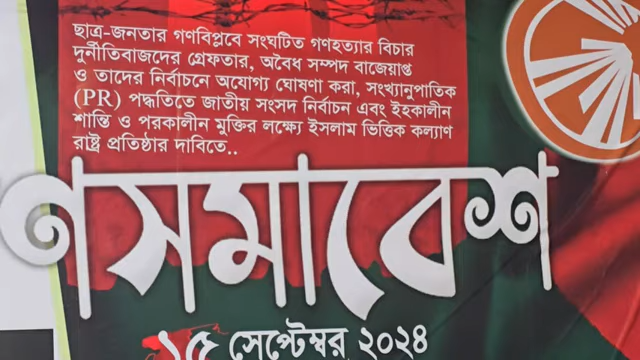 ছাত্র-জনতার গণবিপ্লবে সংঘটিত গণহত্যার বিচার
দুর্নীতিবাজদের গ্রেফতার, অবৈধ সম্পদ বাজেয়াপ্ত
ও তাদের নির্বাচনে অযোগ্য ঘোষণা করা, সংখ্যানুপাতিক
(PR) পদ্ধতিতে জাতীয় সংসদ নির্বাচন এবং ইহকালীন
শান্তি ও পরকালীন মুক্তির লক্ষ্যে ইসলাম ভিত্তিক কল্যাণ
রাষ্ট্র প্রতিষ্ঠার দাবিতে..
ণসমাবেশ
১৫ সেপ্টেম্বর ২০২৪